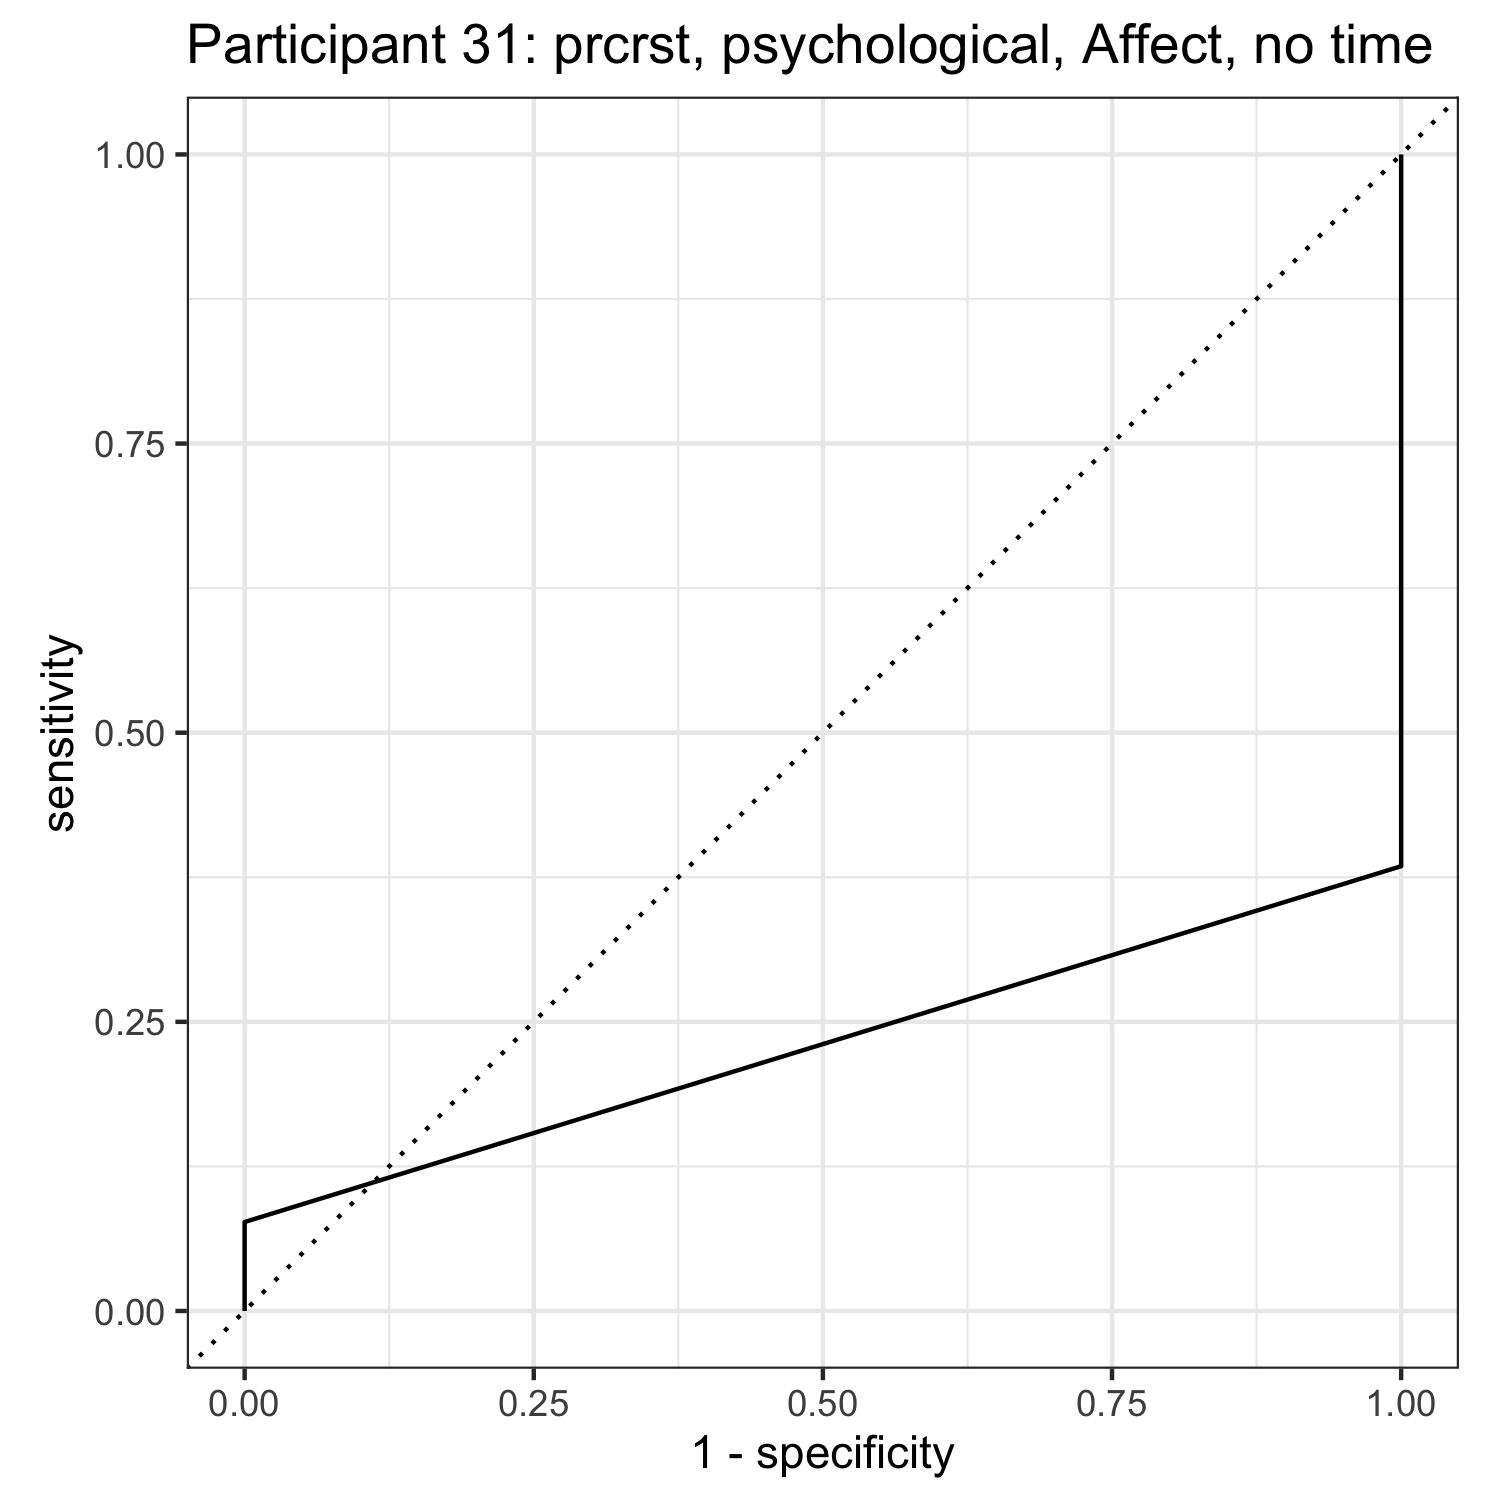 Participant 31: prcrst, psychological, Affect, no time
1.00
0.75
0.50
0.25
0.00
sensitivity
0.00 0.25 0.50 0.75 1.00
1 - specificity